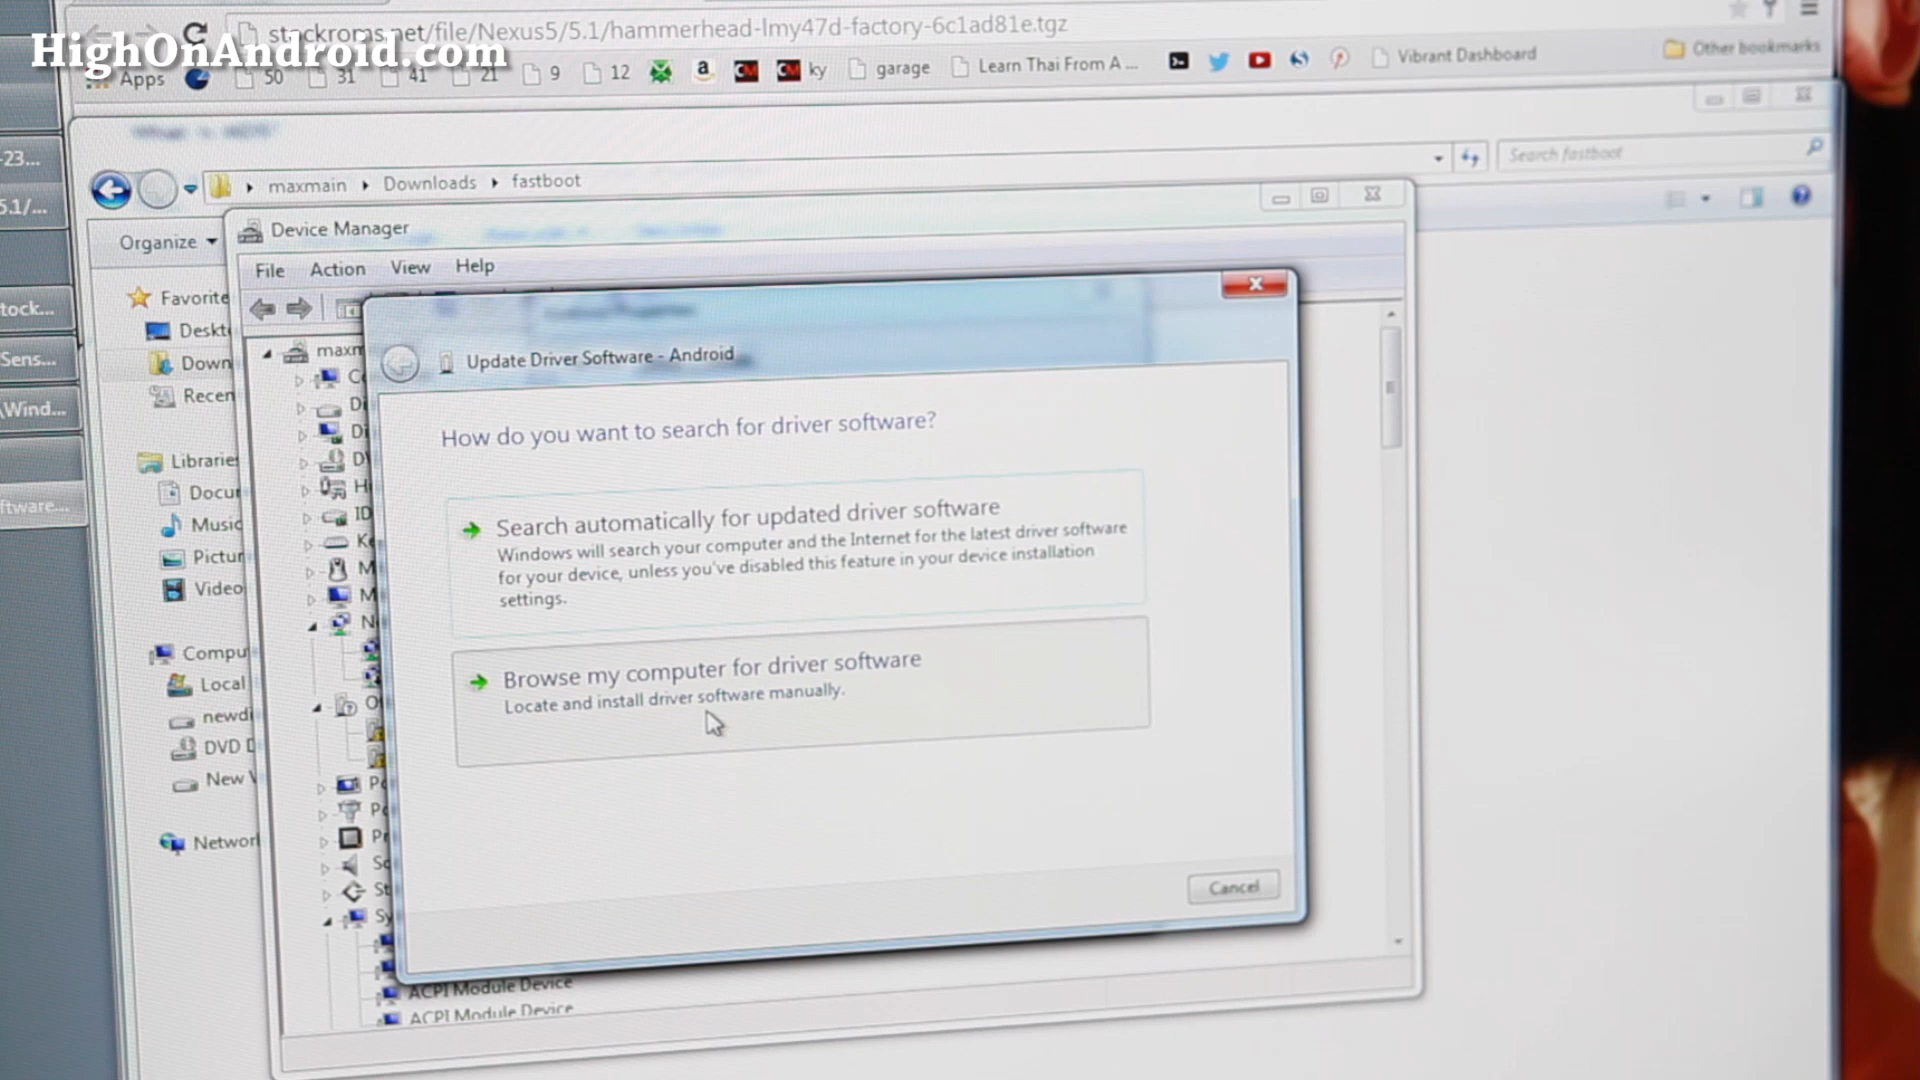 stockroms.net/file/Nexus5/5.1/hammerhead-lmy47d-factory-6c1ad81e.tgz
HighOnAndroid.com
Apps 50 31 41 21 9 12 ky garage Learn Thai From A ... Vibrant Dashboard Other bookmarks
maxmain Downloads fastboot Search fastboot
Organize
Device Manager
File Action View Help
Favorite
Deskt
Down
Recen
Librarie
Docu
Music
Pictur
Video
Compu
Local
newdi
DVD D
New V
Network
-23...
5.1/...
tock...
Sens...
\Wind...
ftware...
maxm
Update Driver Software - Android
How do you want to search for driver software?
Search automatically for updated driver software
Windows will search your computer and the Internet for the latest driver software
for your device, unless you've disabled this feature in your device installation
settings.
Browse my computer for driver software
Locate and install driver software manually.
Cancel
ACPI Module Device
ACPI Module Device